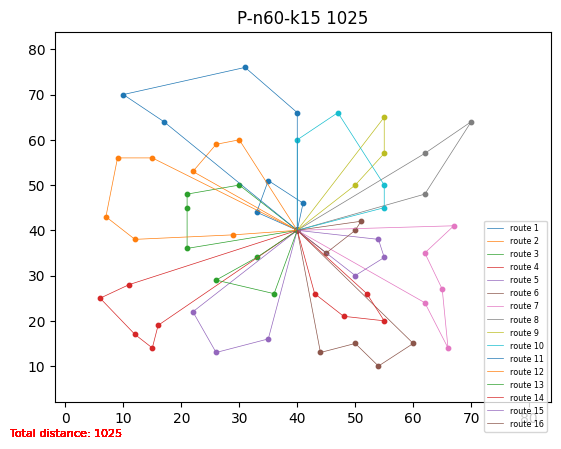 P-n60-k15 1025
80
70
60
50
40
30
20
10
0 10 20 30 40 50 60 70 80
route 1
route 2
route 3
route 4
route 5
route 6
route 7
route 8
route 9
route 10
route 11
route 12
route 13
route 14
route 15
route 16
Total distance: 1025